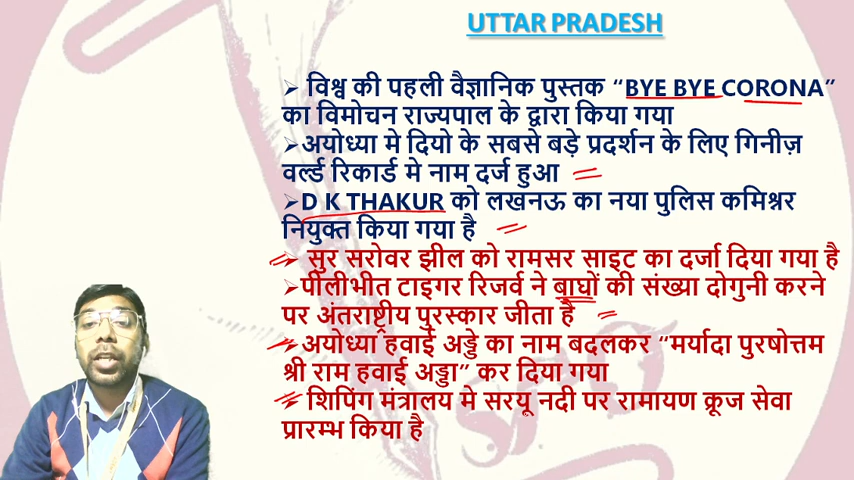 UTTAR PRADESH
➢ विश्व की पहली वैज्ञानिक पुस्तक “BYE BYE CORONA”
का विमोचन राज्यपाल के द्वारा किया गया
➢अयोध्या मे दियो के सबसे बड़े प्रदर्शन के लिए गिनीज़
वर्ल्ड रिकार्ड मे नाम दर्ज हुआ
➢D K THAKUR को लखनऊ का नया पुलिस कमिश्नर
नियुक्त किया गया है
➢ सुर सरोवर झील को रामसर साइट का दर्जा दिया गया है
➢पीलीभीत टाइगर रिजर्व ने बाघों की संख्या दोगुनी करने
पर अंतराष्ट्रीय पुरस्कार जीता है
➢अयोध्या हवाई अड्डे का नाम बदलकर “मर्यादा पुरषोत्तम
श्री राम हवाई अड्डा” कर दिया गया
➢ शिपिंग मंत्रालय मे सरयू नदी पर रामायण क्रूज सेवा
प्रारम्भ किया है